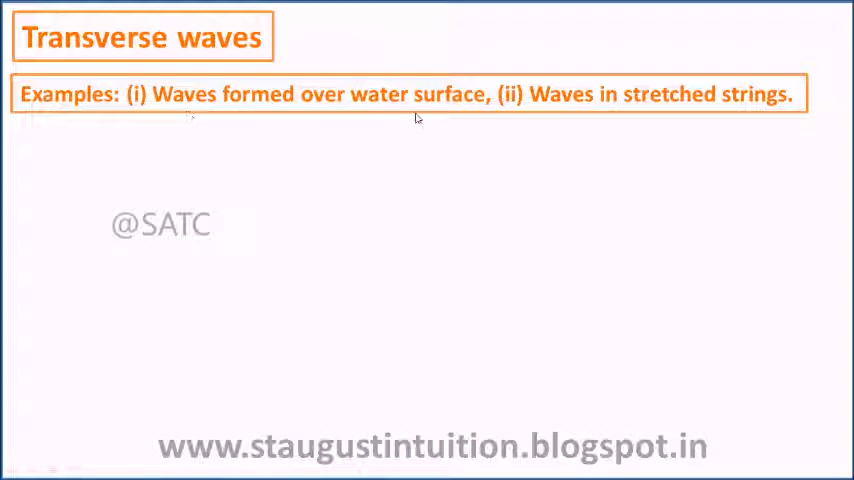 Transverse waves
Examples: (i) Waves formed over water surface, (ii) Waves in stretched strings.
@SATC
www.staugustintuition.blogspot.in